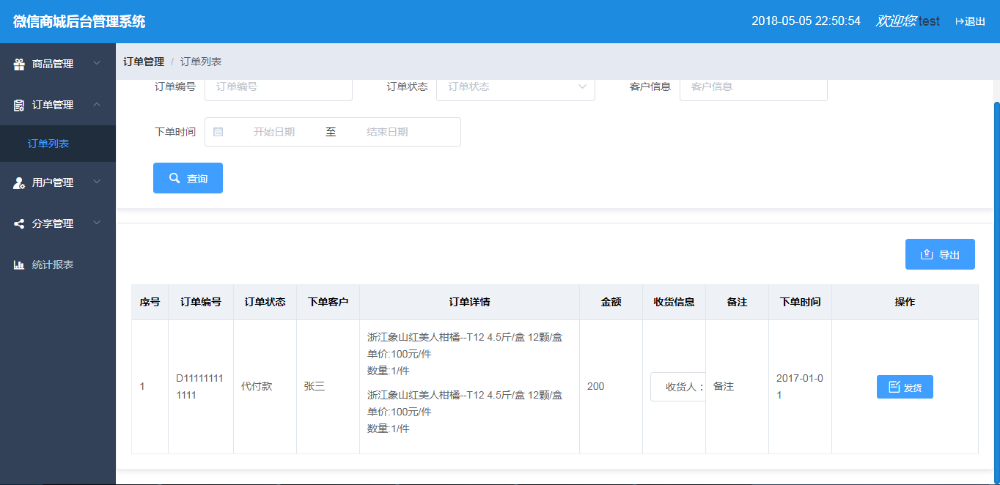 微信商城后台管理系统
2018-05-05 22:50:54 欢迎您test 退出
商品管理
订单管理
订单列表
用户管理
分享管理
统计报表
订单管理 / 订单列表
订单编号 订单编号 订单状态 订单状态 客户信息 客户信息
下单时间 开始日期 至 结束日期
查询
导出
序号 订单编号 订单状态 下单客户 订单详情 金额 收货信息 备注 下单时间 操作
1
D11111111
1111
代付款
张三
浙江象山红美人柑橘--T12 4.5斤/盒 12颗/盒
单价:100元/件
数量:1/件
浙江象山红美人柑橘--T12 4.5斤/盒 12颗/盒
单价:100元/件
数量:1/件
200
收货人：
备注
2017-01-0
1
发货